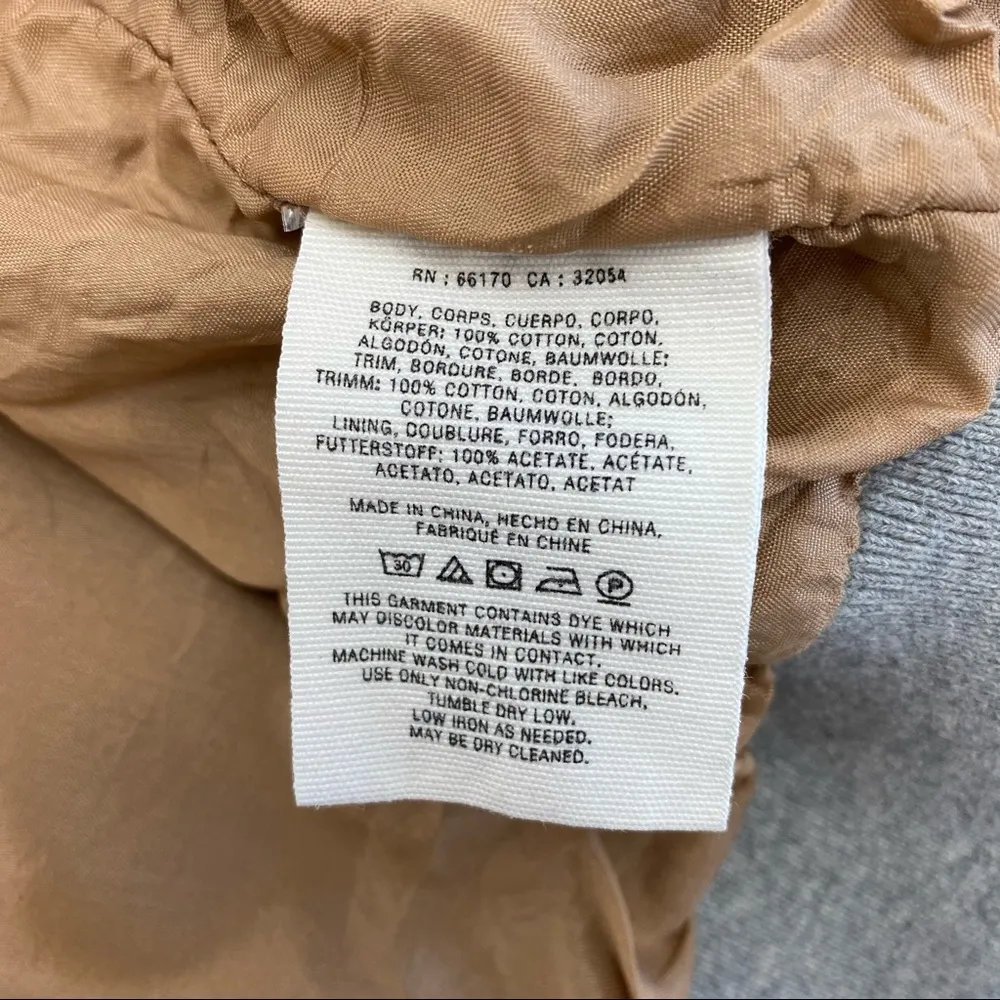 RN : 66170 CA : 32054
BODY, CORPS, CUERPO, CORPO,
KÖRPER: 100% COTTON, COTON,
ALGODÓN, COTONE, BAUMWOLLE;
TRIM, BORDURE, BORDE, BORDO,
TRIMM: 100% COTTON, COTON, ALGODÓN,
COTONE, BAUMWOLLE;
LINING, DOUBLURE, FORRO, FODERA,
FUTTERSTOFF: 100% ACETATE, ACÉTATE,
ACETATO, ACETATO, ACETAT
MADE IN CHINA, HECHO EN CHINA,
FABRIQUÉ EN CHINE
30 P
THIS GARMENT CONTAINS DYE WHICH
MAY DISCOLOR MATERIALS WITH WHICH
IT COMES IN CONTACT.
MACHINE WASH COLD WITH LIKE COLORS.
USE ONLY NON-CHLORINE BLEACH,
TUMBLE DRY LOW.
LOW IRON AS NEEDED.
MAY BE DRY CLEANED.